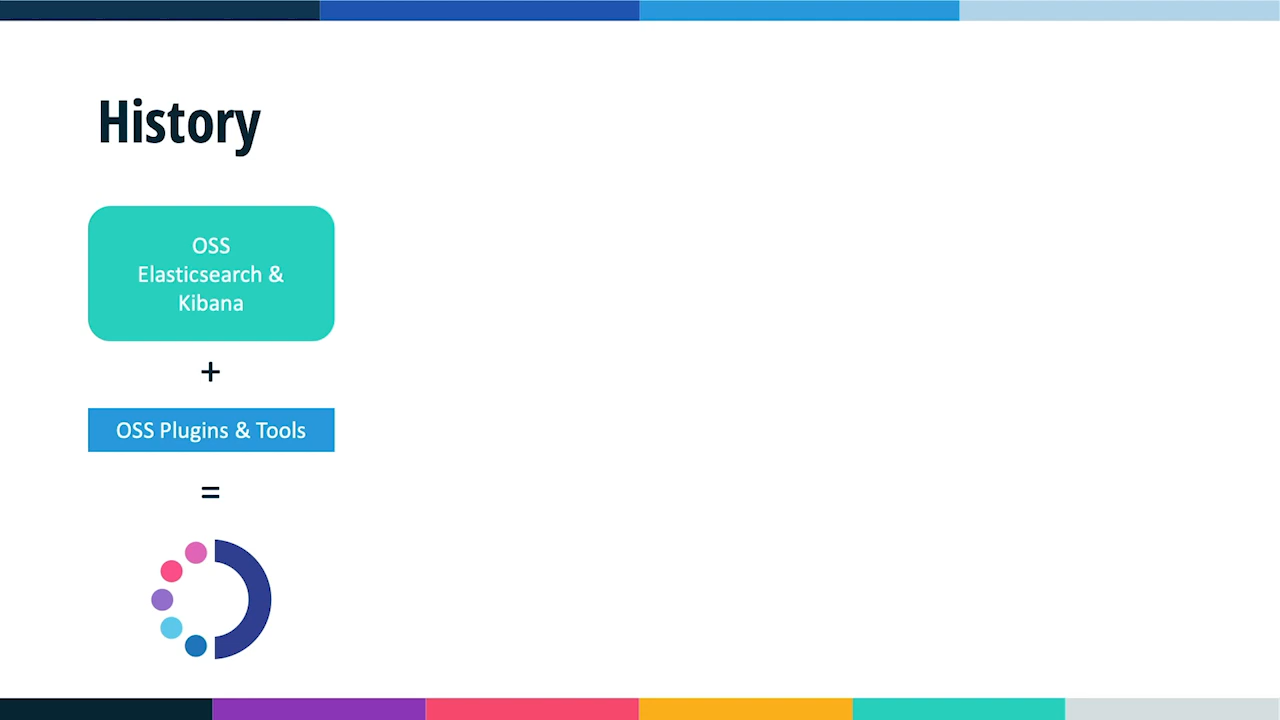 History
OSS
Elasticsearch &
Kibana
+
OSS Plugins & Tools
=